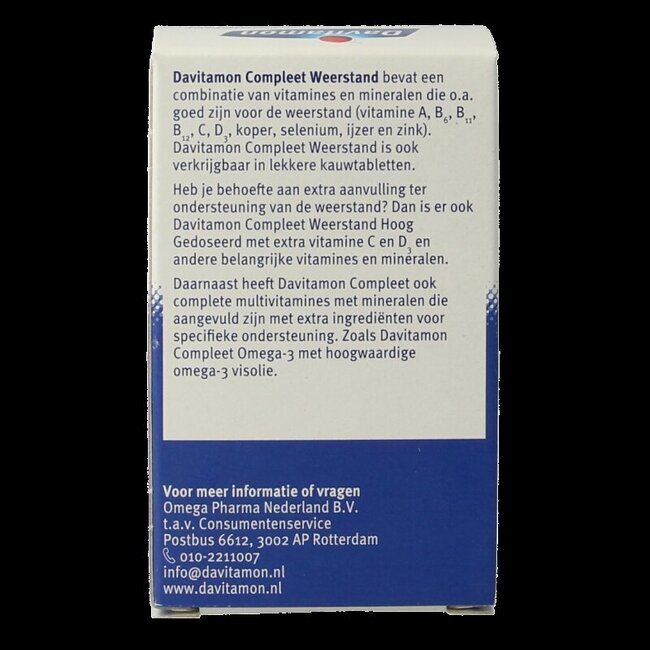 Davitamon
Davitamon Compleet Weerstand bevat een
combinatie van vitamines en mineralen die o.a.
goed zijn voor de weerstand (vitamine A, B₆, B₁₁,
B₁₂, C, D₃, koper, selenium, ijzer en zink).
Davitamon Compleet Weerstand is ook
verkrijgbaar in lekkere kauwtabletten.
Heb je behoefte aan extra aanvulling ter
ondersteuning van de weerstand? Dan is er ook
Davitamon Compleet Weerstand Hoog
Gedoseerd met extra vitamine C en D₃ en
andere belangrijke vitamines en mineralen.
Daarnaast heeft Davitamon Compleet ook
complete multivitamines met mineralen die
aangevuld zijn met extra ingrediënten voor
specifieke ondersteuning. Zoals Davitamon
Compleet Omega-3 met hoogwaardige
omega-3 visolie.
Voor meer informatie of vragen
Omega Pharma Nederland B.V.
t.a.v. Consumentenservice
Postbus 6612, 3002 AP Rotterdam
010-2211007
info@davitamon.nl
www.davitamon.nl